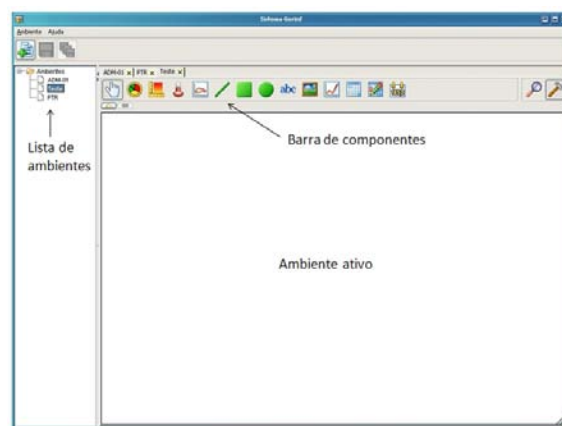 Sistema Gerinf
Ambiente Ajuda
Ambientes
ADM-01
Teste
PTR
ADM-01 x PTR x Teste x
abc
Lista de
ambientes
Barra de componentes
Ambiente ativo